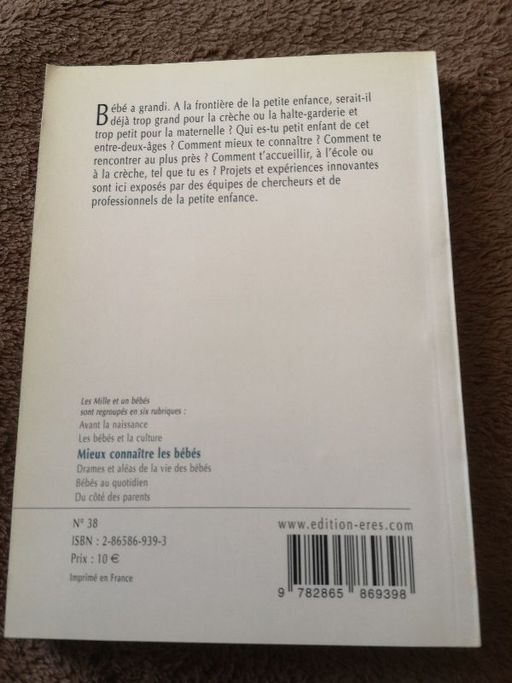 Bébé a grandi. A la frontière de la petite enfance, serait-il
déjà trop grand pour la crèche ou la halte-garderie et
trop petit pour la maternelle ? Qui es-tu petit enfant de cet
entre-deux-âges ? Comment mieux te connaître ? Comment te
rencontrer au plus près ? Comment t'accueillir, à l'école ou
à la crèche, tel que tu es ? Projets et expériences innovantes
sont ici exposés par des équipes de chercheurs et de
professionnels de la petite enfance.
Les Mille et un bébés
sont regroupés en six rubriques :
Avant la naissance
Les bébés et la culture
Mieux connaître les bébés
Drames et aléas de la vie des bébés
Bébés au quotidien
Du côté des parents
N° 38
ISBN : 2-86586-939-3
Prix : 10 €
Imprimé en France
www.edition-eres.com
9 782865 869398